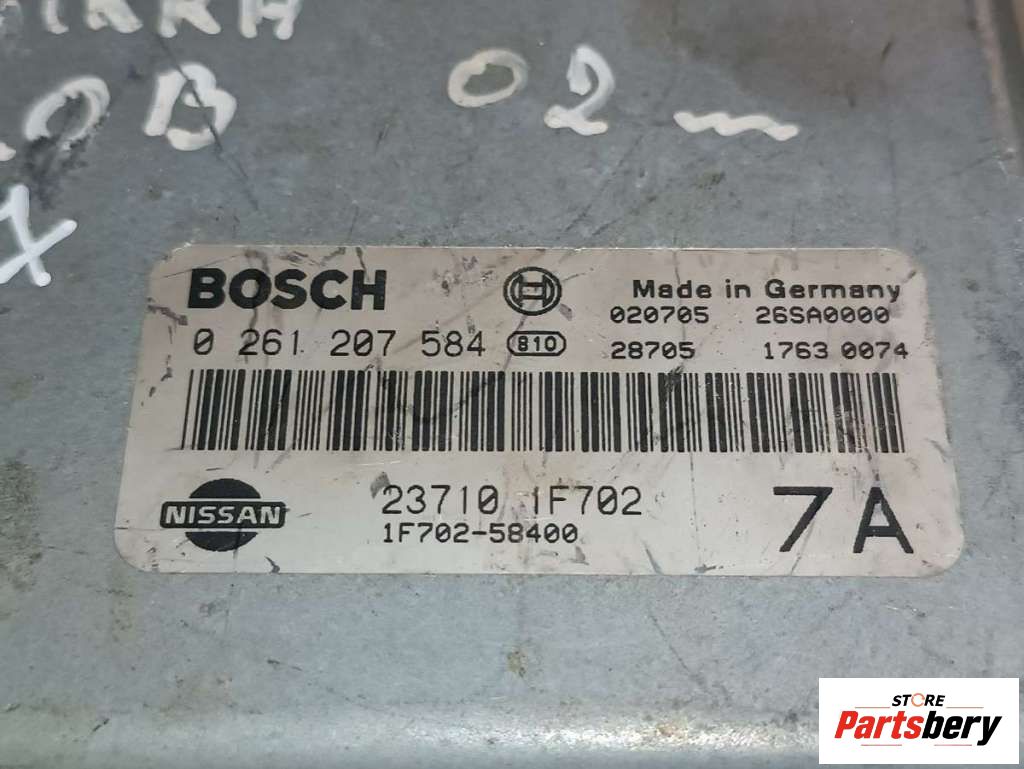 02
BOSCH
Made in Germany
020705 26SA0000
0 261 207 584 810
28705 1763 0074
NISSAN
23710 1F702
1F702-58400
7A
STORE
Partsbery